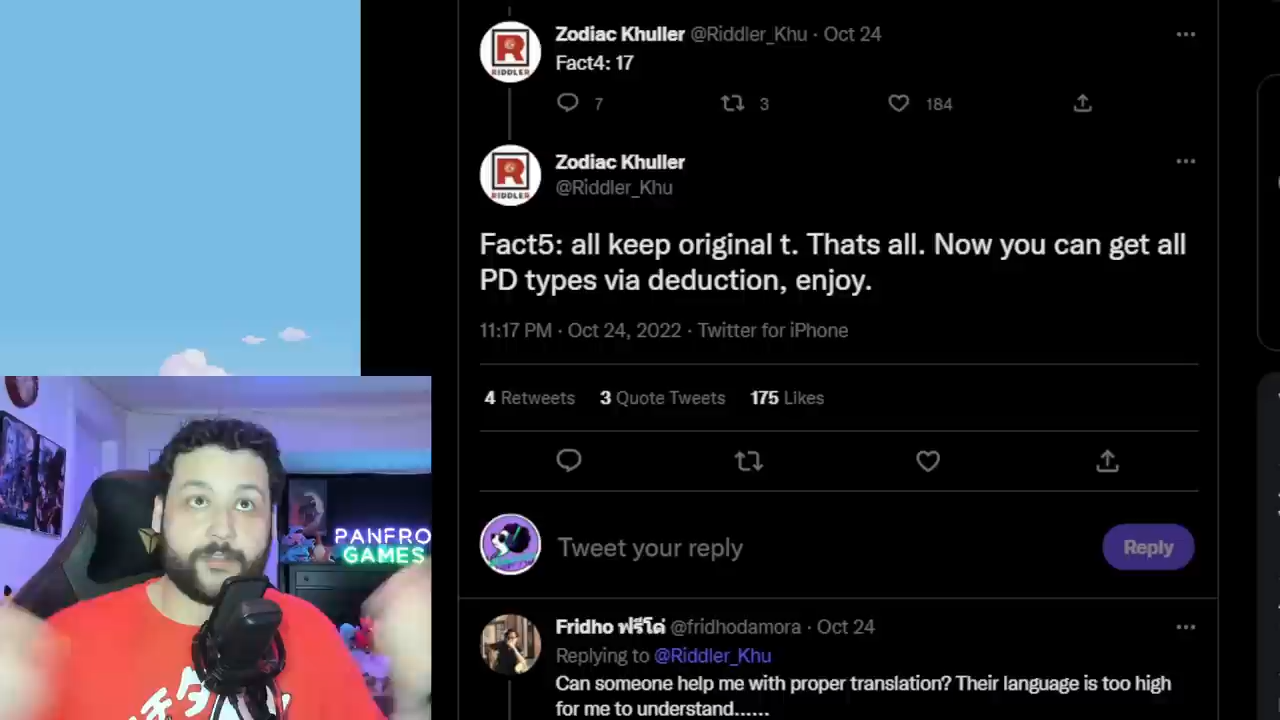 Zodiac Khuller @Riddler_Khu · Oct 24
Fact4: 17
7 3 184
RIDDLER
Zodiac Khuller
@Riddler_Khu
RIDDLER
Fact5: all keep original t. Thats all. Now you can get all
PD types via deduction, enjoy.
11:17 PM · Oct 24, 2022 · Twitter for iPhone
4 Retweets 3 Quote Tweets 175 Likes
PANFRO
GAMES
Tweet your reply
Reply
Fridho ฟรีโด่ @fridhodamora · Oct 24
Replying to @Riddler_Khu
Can someone help me with proper translation? Their language is too high
for me to understand......